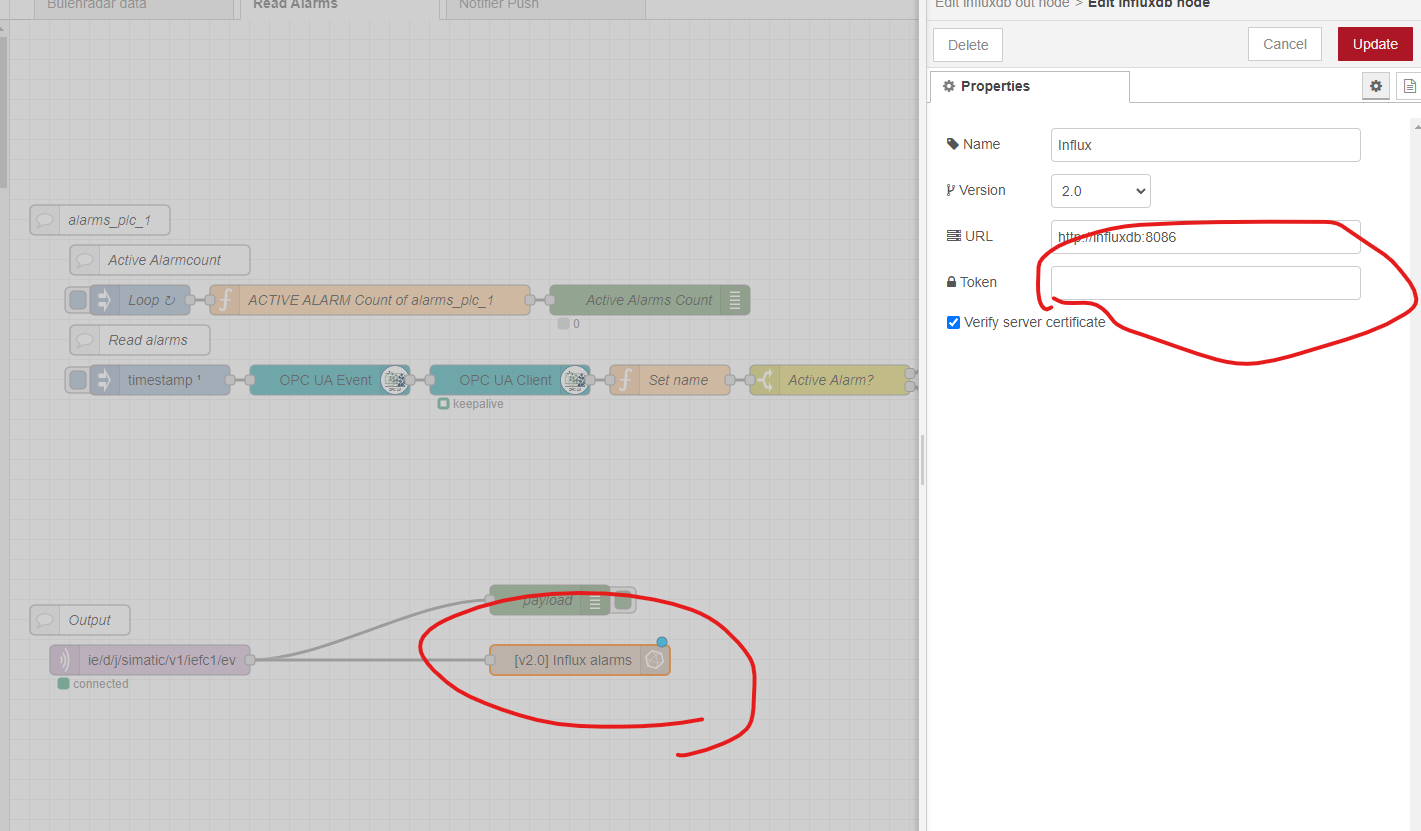 Buienradar data
Read Alarms
Notifier Push
Edit influxdb out node > Edit influxdb node
Delete
Cancel
Update
Properties
Name
Influx
Version
2.0
URL
http://influxdb:8086
Token
Verify server certificate
alarms_plc_1
Active Alarmcount
Loop ↻
ACTIVE ALARM Count of alarms_plc_1
Active Alarms Count
0
Read alarms
timestamp ¹
OPC UA Event
OPC UA Client
Set name
Active Alarm?
keepalive
payload
Output
ie/d/j/simatic/v1/iefc1/ev
[v2.0] Influx alarms
connected